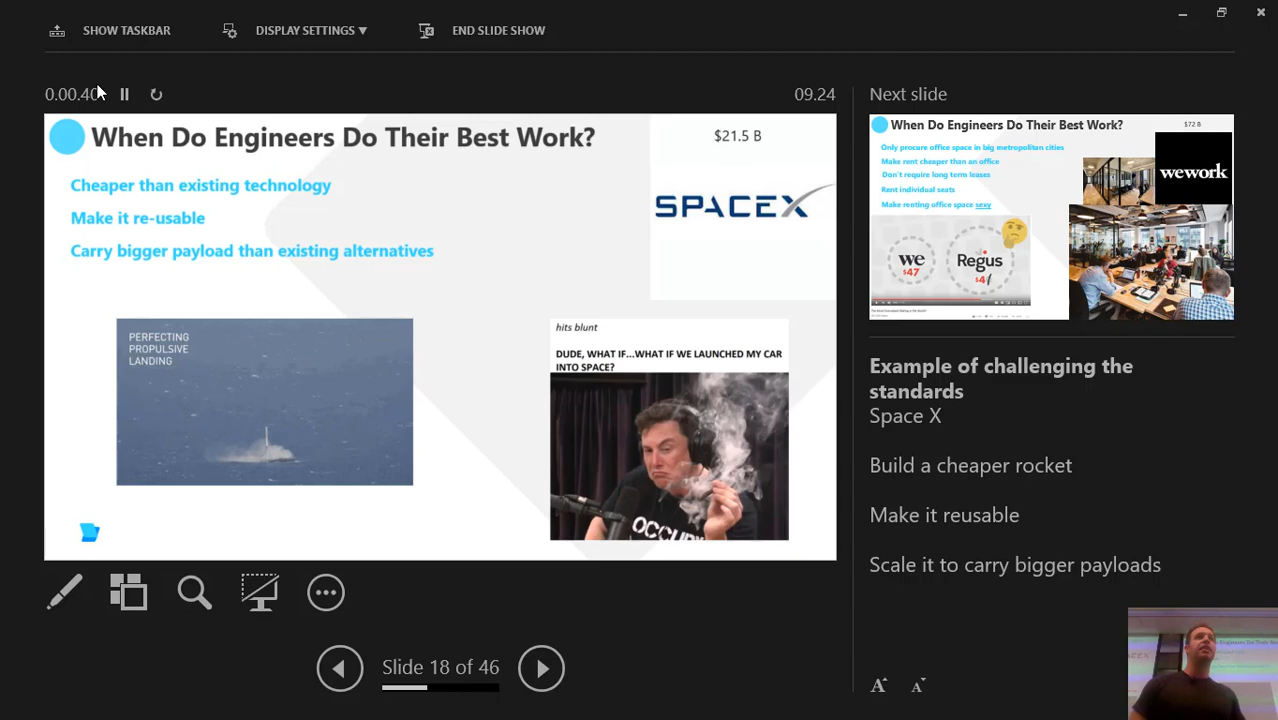 SHOW TASKBAR
DISPLAY SETTINGS ▼
END SLIDE SHOW
0.00.40
09.24
When Do Engineers Do Their Best Work?
$21.5 B
Cheaper than existing technology
Make it re-usable
Carry bigger payload than existing alternatives
SPACEX
PERFECTING
PROPULSIVE
LANDING
hits blunt
DUDE, WHAT IF...WHAT IF WE LAUNCHED MY CAR
INTO SPACE?
OCCUP
Slide 18 of 46
Next slide
When Do Engineers Do Their Best Work?
$72 B
Only procure office space in big metropolitan cities
Make rent cheaper than an office
Don't require long term leases
Rent individual seats
Make renting office space sexy
wework
we
$47
Regus
Example of challenging the
standards
Space X
Build a cheaper rocket
Make it reusable
Scale it to carry bigger payloads
A A